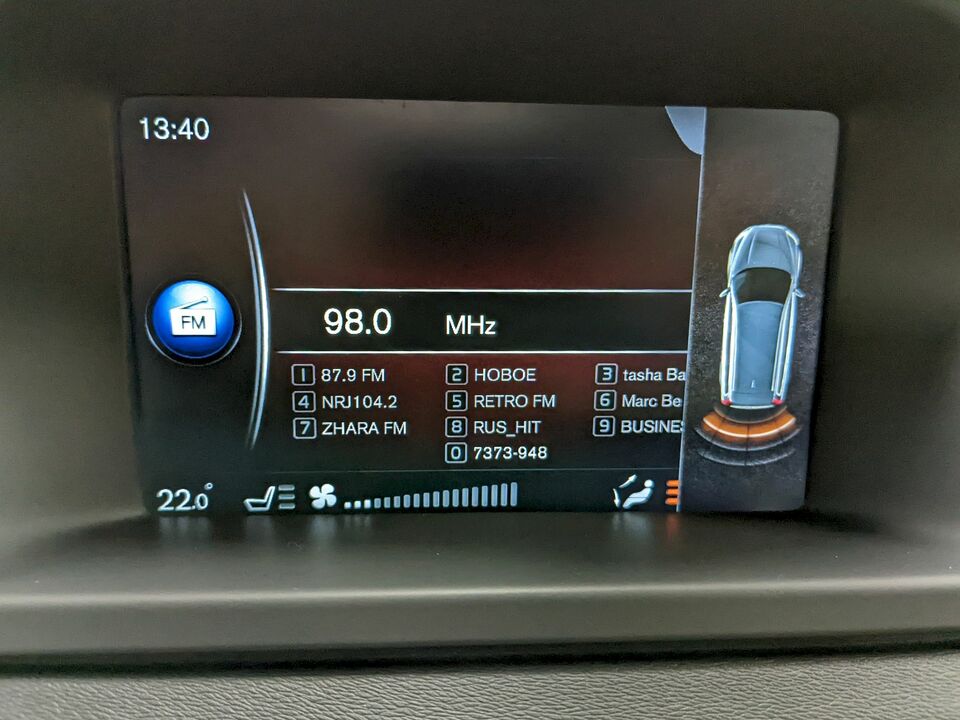 13:40
FM
98.0 MHz
1 87.9 FM 2 HOBOE 3 tasha Ba
4 NRJ104.2 5 RETRO FM 6 Marc Be
7 ZHARA FM 8 RUS_HIT 9 BUSINES
0 7373-948
22.0°